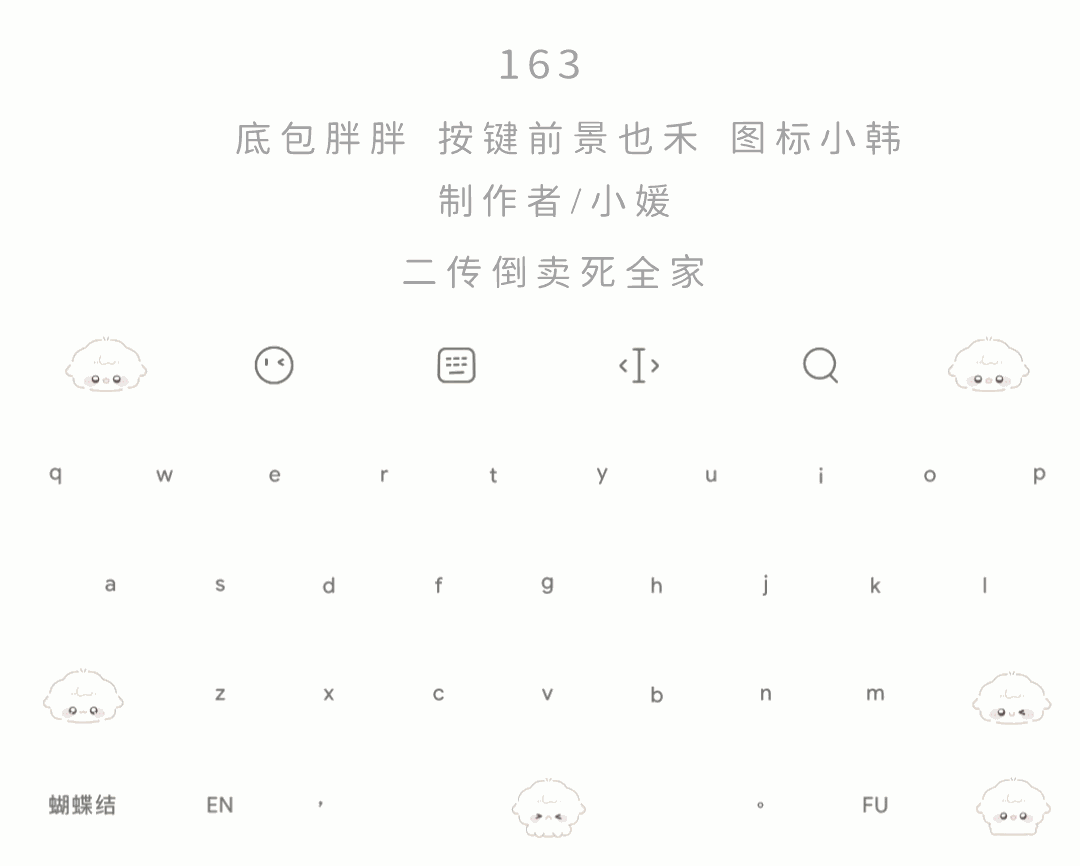 163
底包胖胖 按键前景也禾 图标小韩
制作者/小媛
二传倒卖死全家
q w e r t y u i o p
a s d f g h j k l
z x c v b n m
蝴蝶结 EN , 。 FU